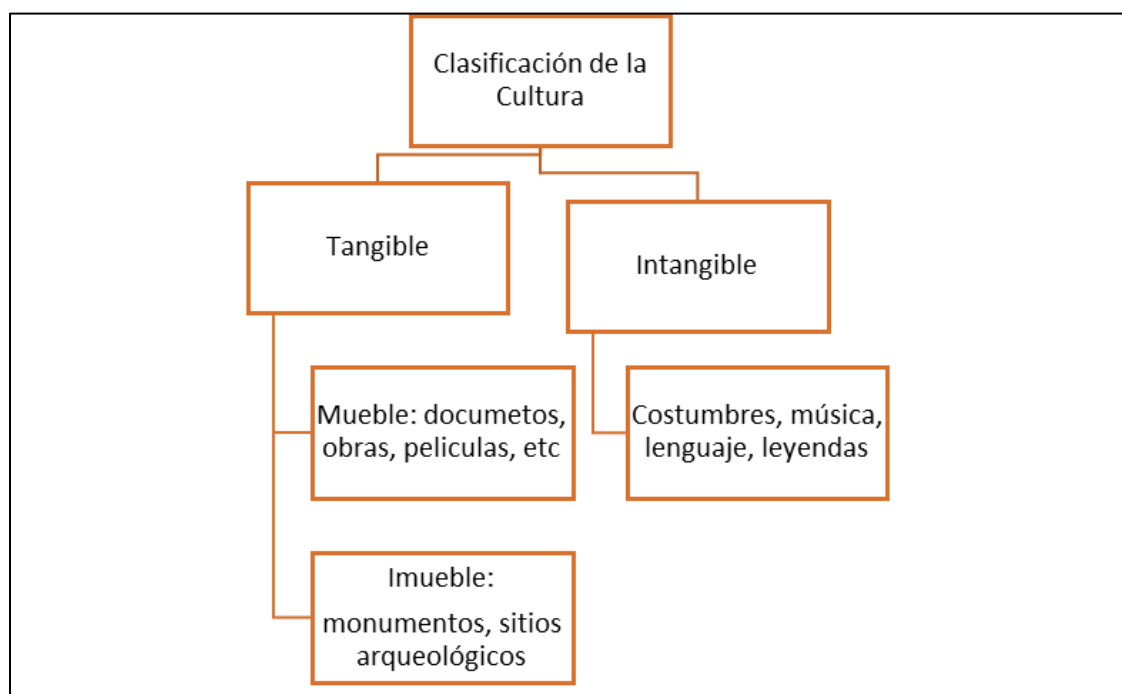 Clasificación de la
Cultura
Tangible
Intangible
Mueble: documetos,
obras, peliculas, etc
Costumbres, música,
lenguaje, leyendas
Imueble:
monumentos, sitios
arqueológicos